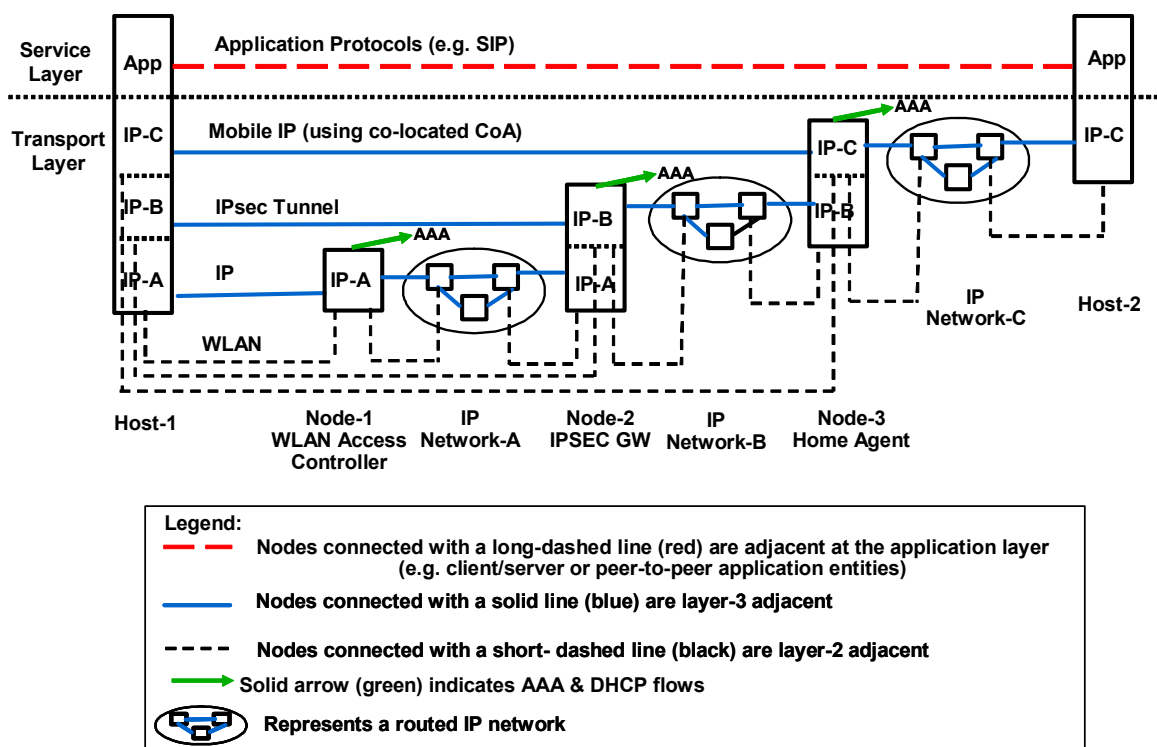 Service
Layer
App
Application Protocols (e.g. SIP)
App
Transport
Layer
IP-C
Mobile IP (using co-located CoA)
AAA
IP-C
IP-C
IP-B
IPsec Tunnel
AAA
IP-B
IP-B
IP-A
IP
AAA
IP-A
IP-A
WLAN
IP
Network-C
Host-2
Host-1
Node-1
WLAN Access
Controller
IP
Network-A
Node-2
IPSEC GW
IP
Network-B
Node-3
Home Agent
Legend:
Nodes connected with a long-dashed line (red) are adjacent at the application layer
(e.g. client/server or peer-to-peer application entities)
Nodes connected with a solid line (blue) are layer-3 adjacent
Nodes connected with a short- dashed line (black) are layer-2 adjacent
Solid arrow (green) indicates AAA & DHCP flows
Represents a routed IP network